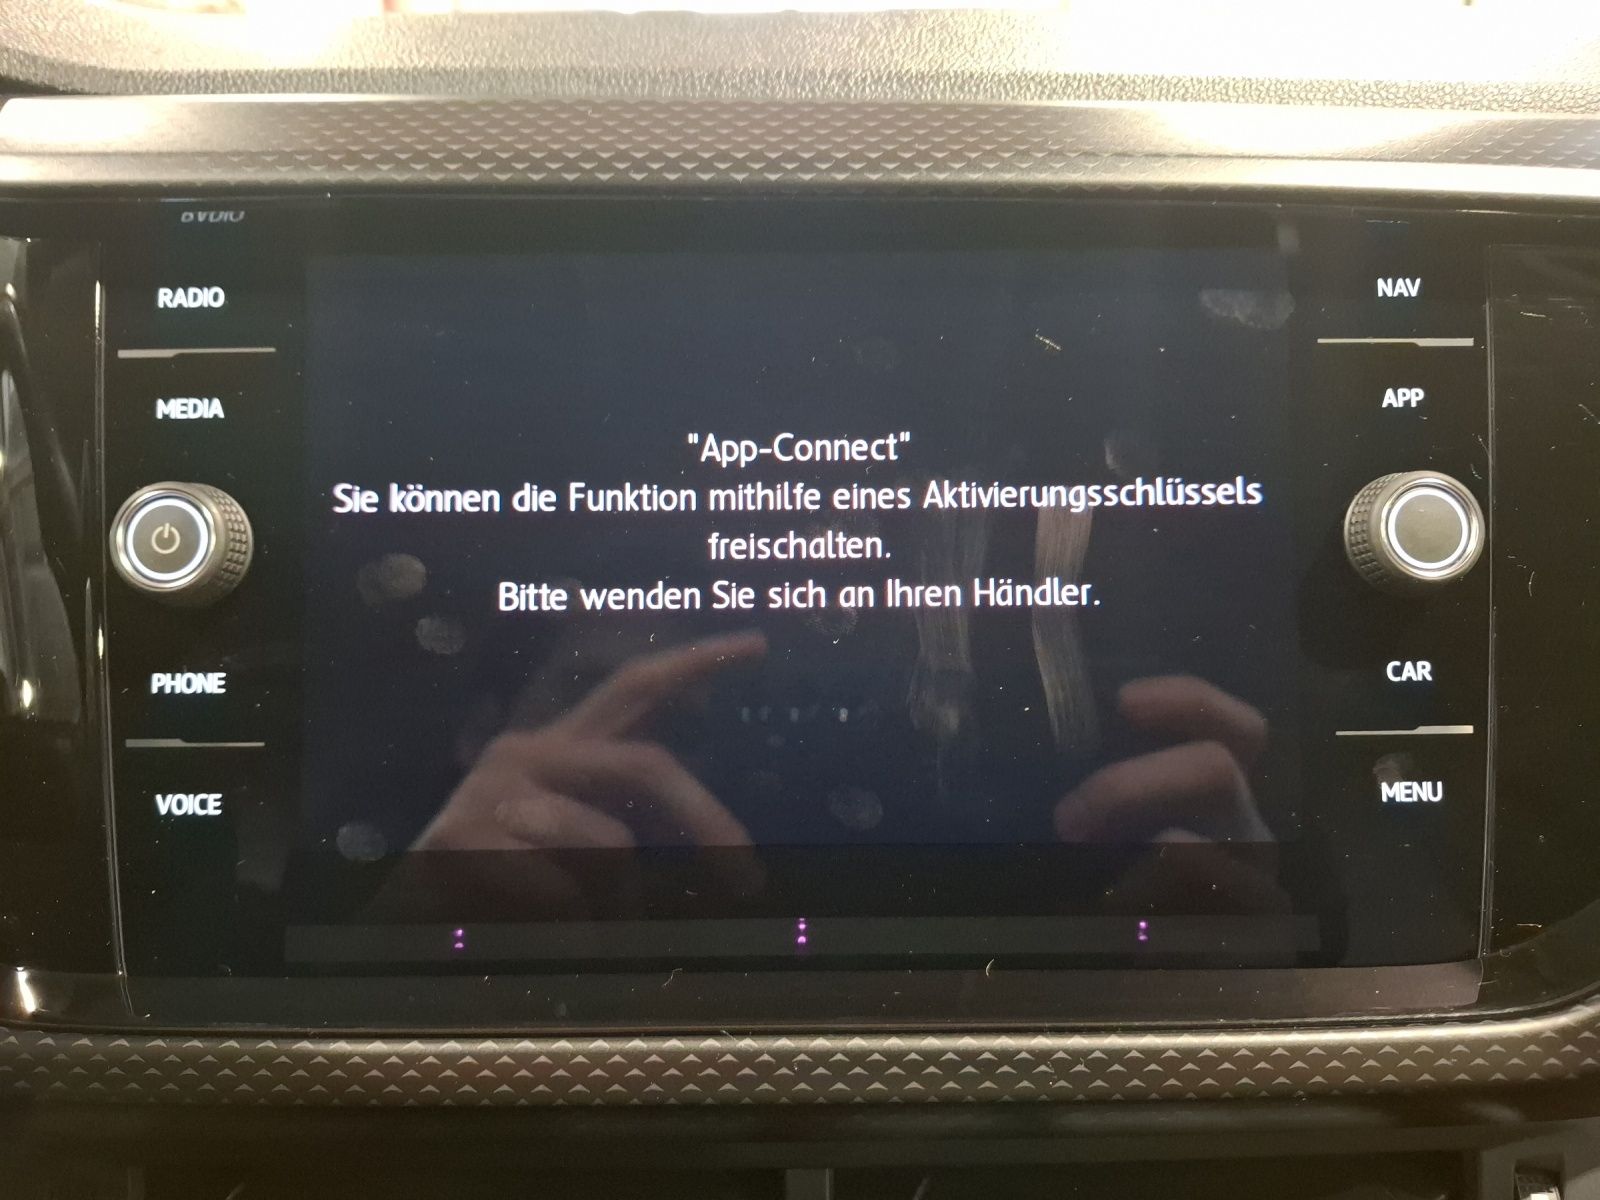 RADIO
MEDIA
PHONE
VOICE
"App-Connect"
Sie können die Funktion mithilfe eines Aktivierungsschlüssels
freischalten.
Bitte wenden Sie sich an Ihren Händler.
NAV
APP
CAR
MENU